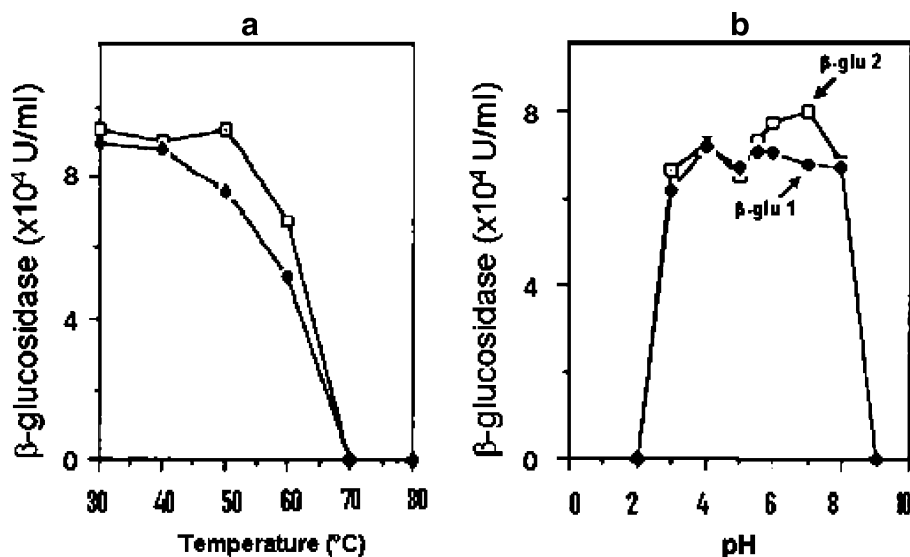 a
β-glucosidase (x10⁴ U/ml)
8
4
0
30 40 50 60 70 80
Temperature (°C)
b
β-glucosidase (x10⁴ U/ml)
8
4
0
β-glu 2
β-glu 1
0 2 4 6 8 10
pH